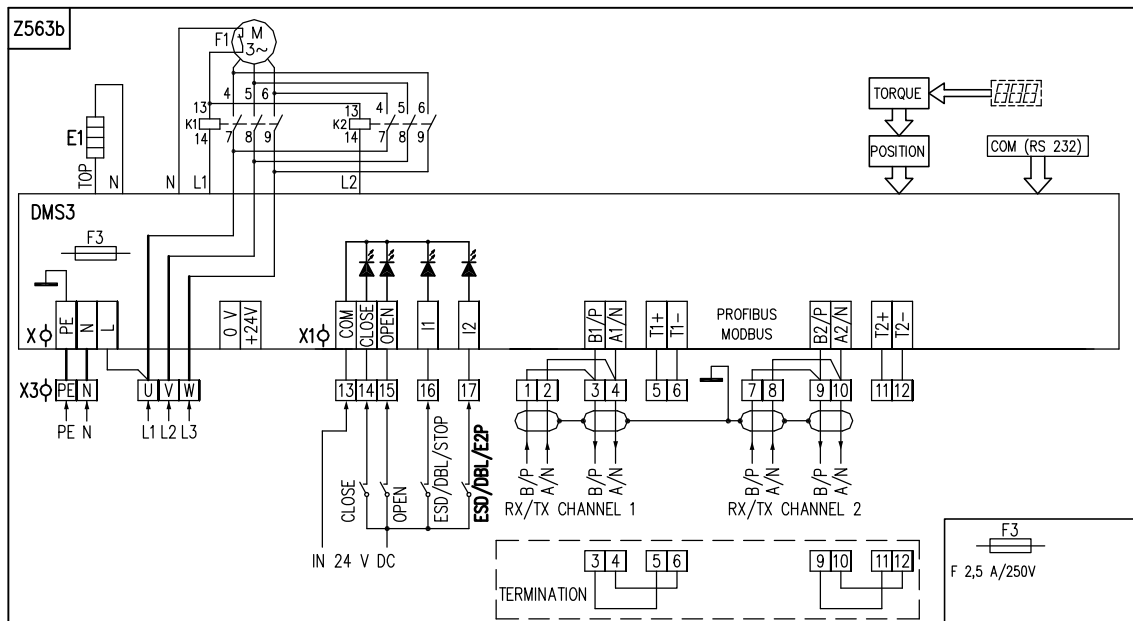 Z563b
F1
M
3~
4 5 6
13
K1
14
7 8 9
13
K2
14
4 5 6
7 8 9
E1
TOP
N
N
L1
L2
TORQUE
POSITION
COM (RS 232)
DMS3
F3
X
PE
N
L
0 V
+24V
X1
COM
CLOSE
OPEN
I1
I2
B1/P
A1/N
T1+
T1-
PROFIBUS
MODBUS
B2/P
A2/N
T2+
T2-
X3
PE N U V W
13 14 15 16 17
1 2 3 4 5 6
7 8 9 10 11 12
PE N L1 L2 L3
CLOSE
OPEN
ESD/DBL/STOP
ESD/DBL/E2P
IN 24 V DC
B/P
A/N
B/P
A/N
RX/TX CHANNEL 1
B/P
A/N
B/P
A/N
RX/TX CHANNEL 2
TERMINATION
3 4 5 6
9 10 11 12
F3
F 2,5 A/250V